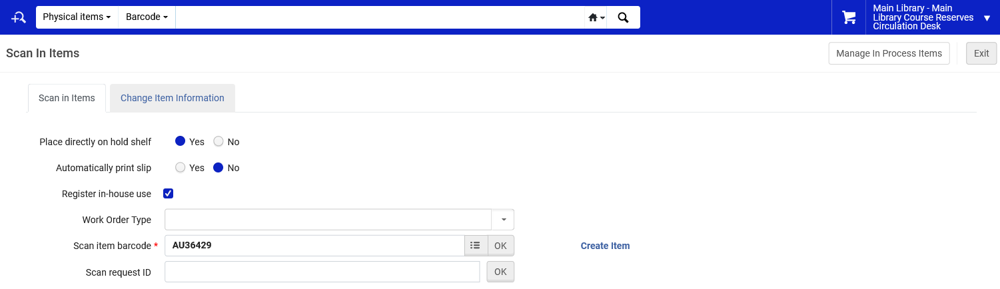 Physical items Barcode
Main Library - Main
Library Course Reserves
Circulation Desk
Scan In Items
Manage In Process Items Exit
Scan in Items Change Item Information
Place directly on hold shelf Yes No
Automatically print slip Yes No
Register in-house use
Work Order Type
Scan item barcode * AU36429 OK Create Item
Scan request ID OK